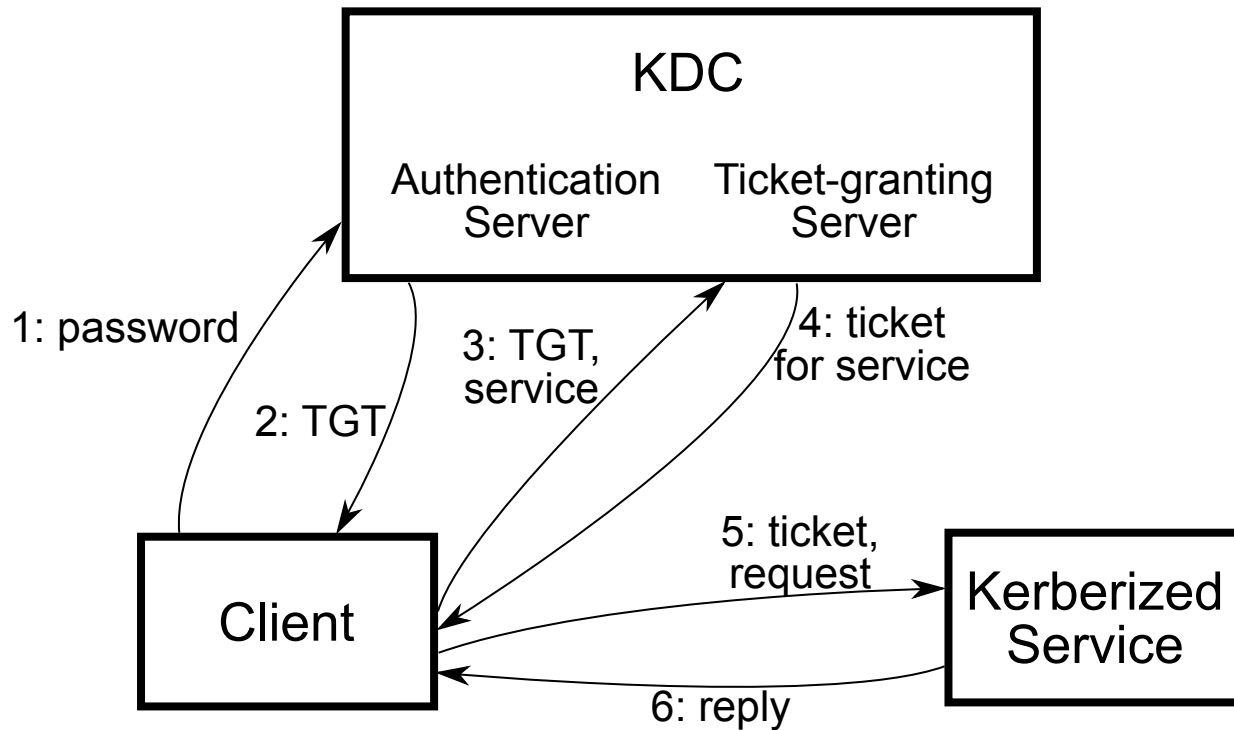 KDC
Authentication
Server
Ticket-granting
Server
1: password
2: TGT
3: TGT,
service
4: ticket
for service
Client
5: ticket,
request
Kerberized
Service
6: reply